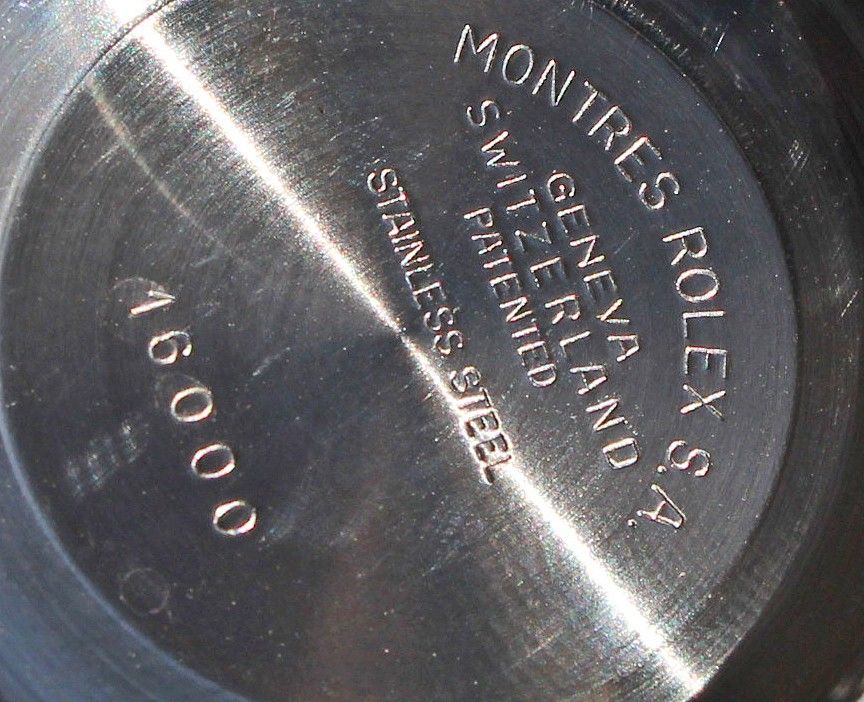 MONTRES ROLEX S.A.
GENEVA
SWITZERLAND
PATENTED
STAINLESS STEEL
16000